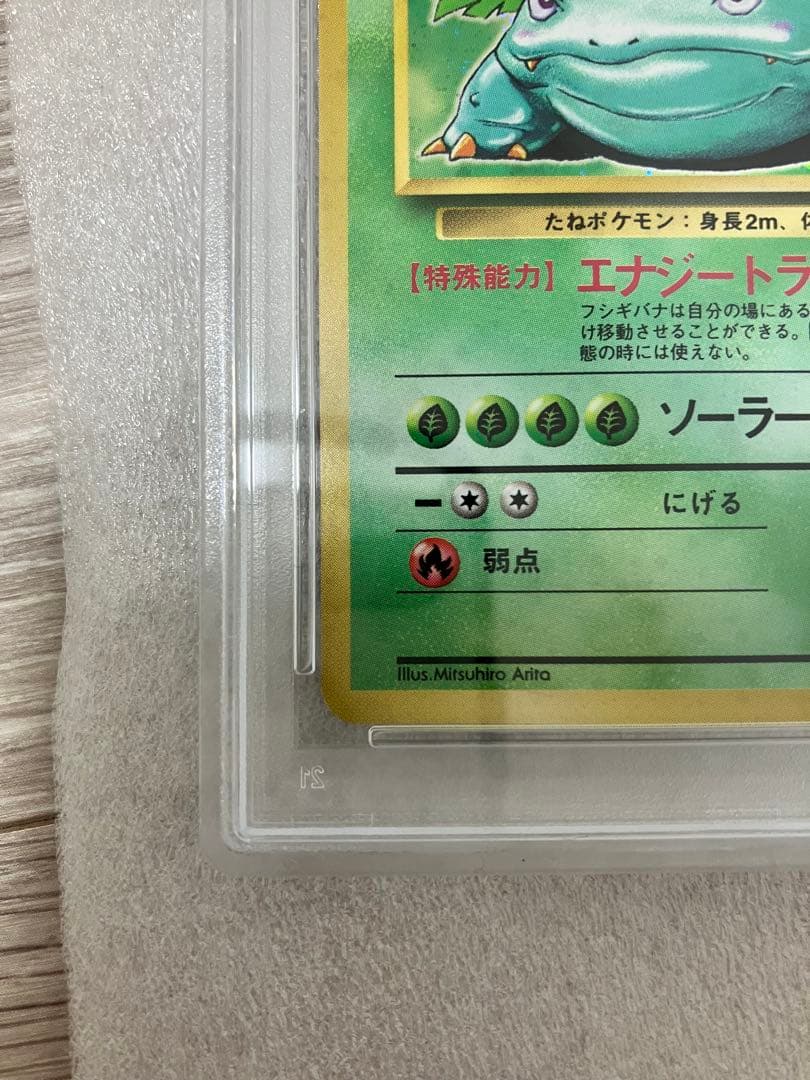 たねポケモン：身長2m、
【特殊能力】 エナジートラ
フシギバナは自分の場にある
け移動させることができる。
態の時には使えない。
ソーラー
ー にげる
弱点
Illus.Mitsuhiro Arita
21